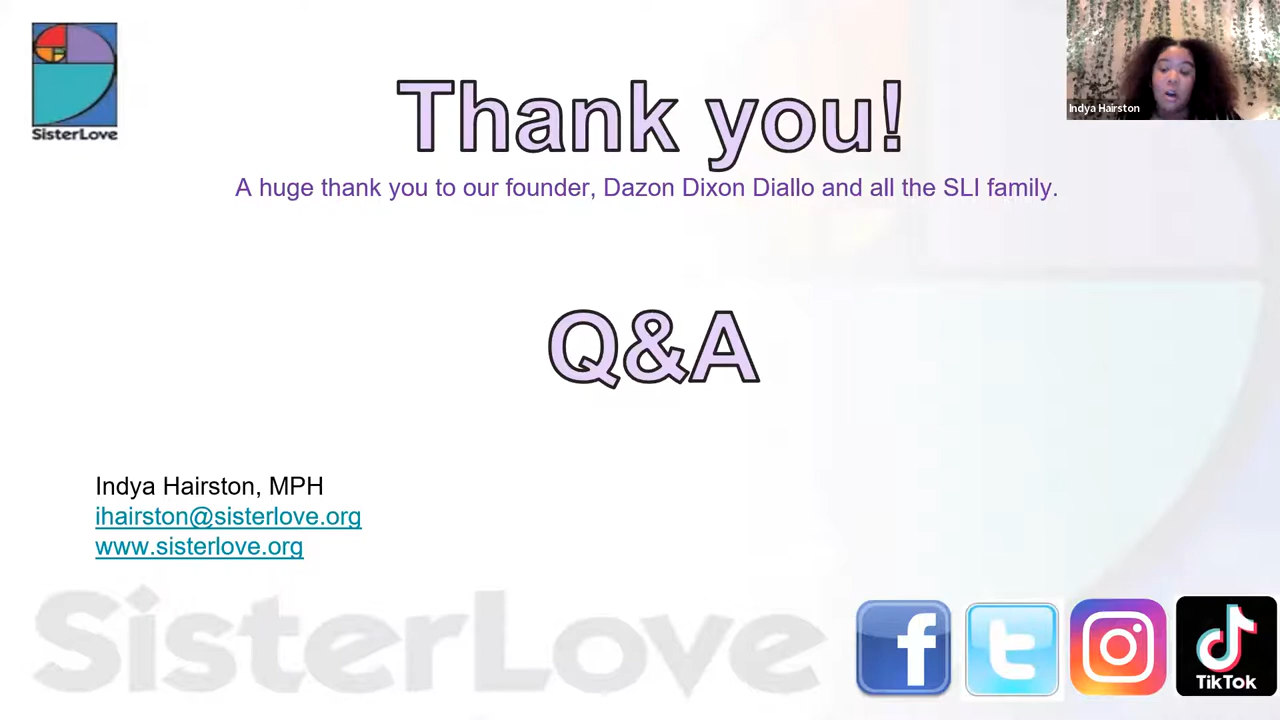 SisterLove
Indya Hairston
Thank you!
A huge thank you to our founder, Dazon Dixon Diallo and all the SLI family.
Q&A
Indya Hairston, MPH
ihairston@sisterlove.org
www.sisterlove.org
SisterLove
TikTok